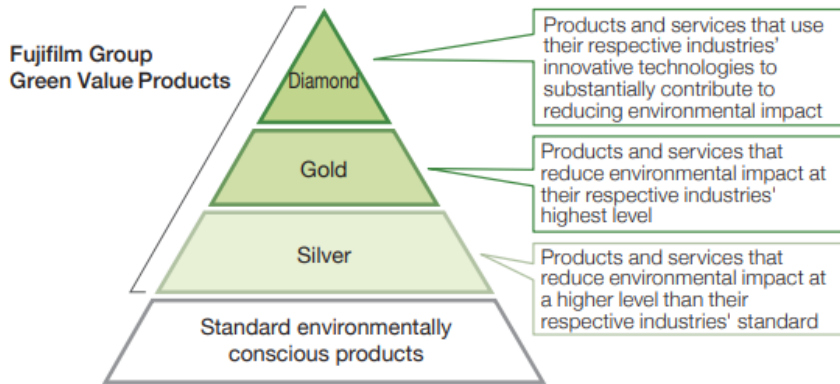 Fujifilm Group
Green Value Products
Diamond
Products and services that use
their respective industries'
innovative technologies to
substantially contribute to
reducing environmental impact
Gold
Products and services that
reduce environmental impact at
their respective industries'
highest level
Silver
Products and services that
reduce environmental impact at
a higher level than their
respective industries' standard
Standard environmentally
conscious products